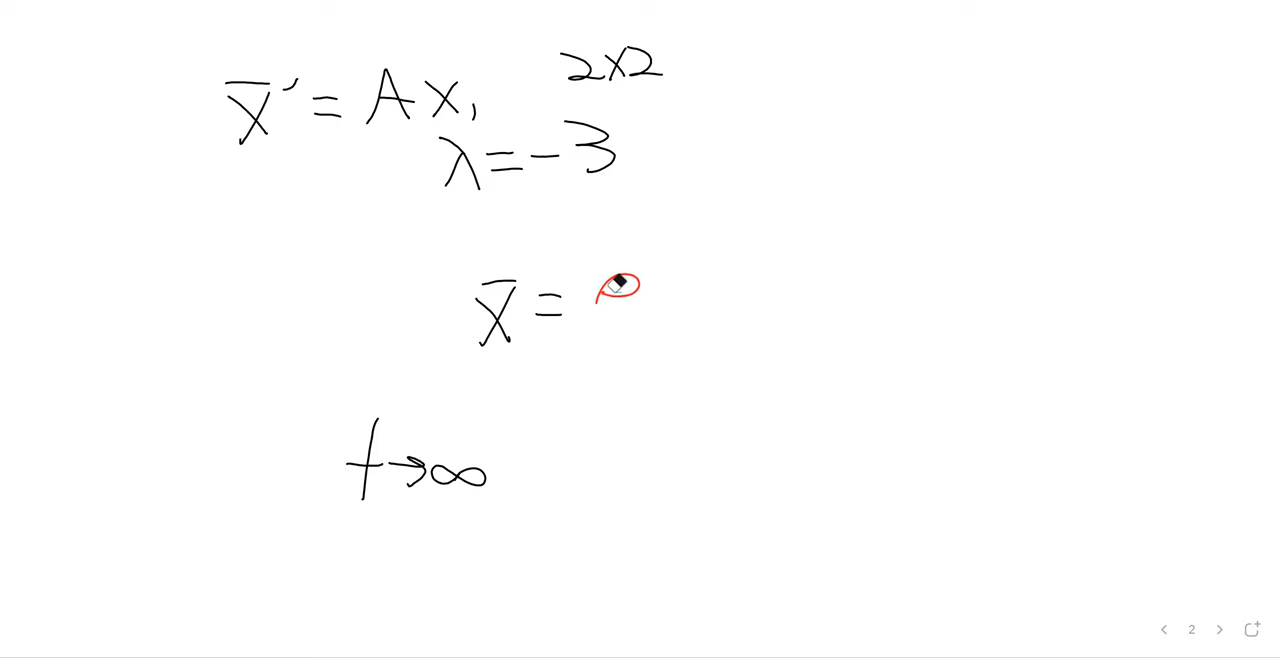 x̅' = Ax, 2x2
λ = -3
x̅ =
t→∞
2